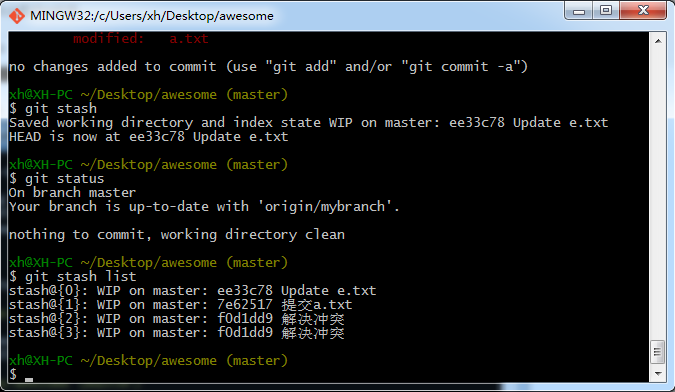 MINGW32:/c/Users/xh/Desktop/awesome
modified:   a.txt
no changes added to commit (use "git add" and/or "git commit -a")
xh@XH-PC ~/Desktop/awesome (master)
$ git stash
Saved working directory and index state WIP on master: ee33c78 Update e.txt
HEAD is now at ee33c78 Update e.txt
xh@XH-PC ~/Desktop/awesome (master)
$ git status
On branch master
Your branch is up-to-date with 'origin/mybranch'.
nothing to commit, working directory clean
xh@XH-PC ~/Desktop/awesome (master)
$ git stash list
stash@{0}: WIP on master: ee33c78 Update e.txt
stash@{1}: WIP on master: 7e62517 提交a.txt
stash@{2}: WIP on master: f0d1dd9 解决冲突
stash@{3}: WIP on master: f0d1dd9 解决冲突
xh@XH-PC ~/Desktop/awesome (master)
$